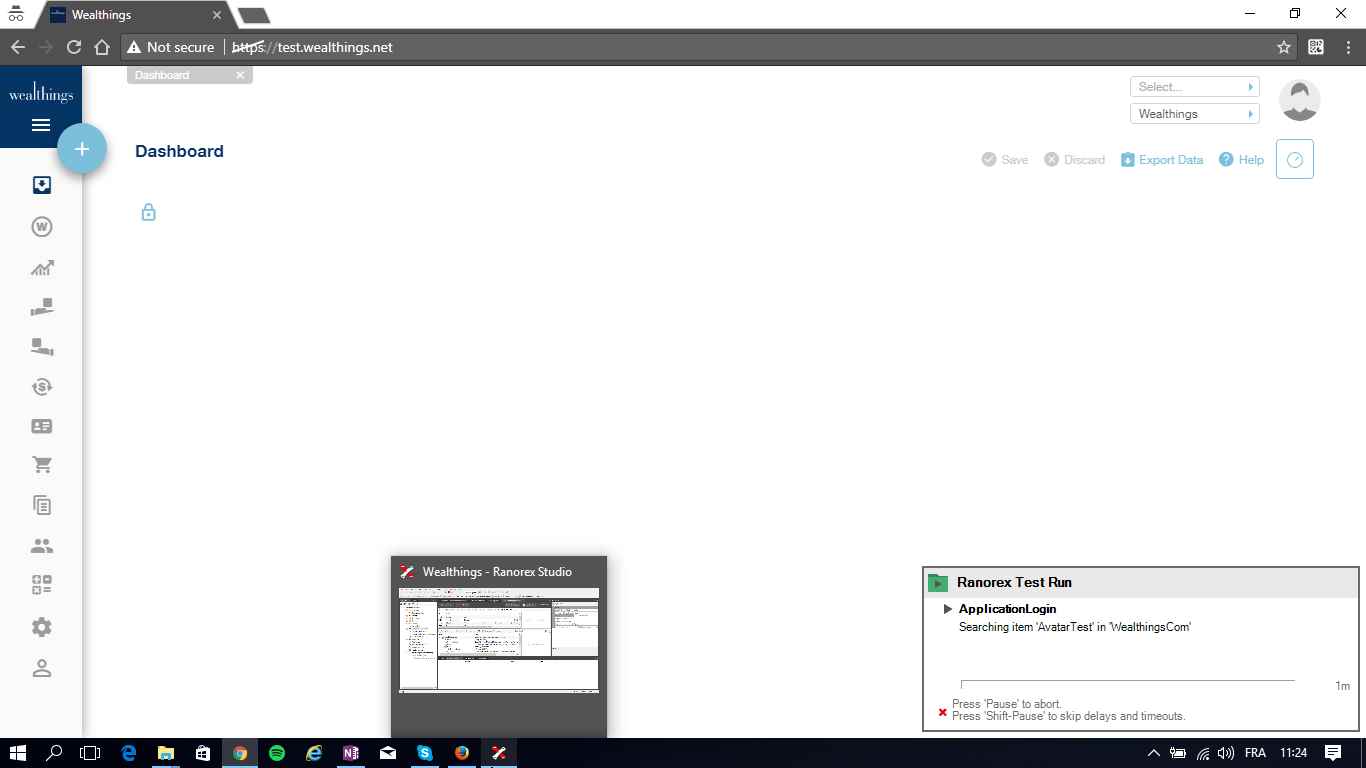 Wealthings
Not secure
https://test.wealthings.net
wealthings
Dashboard
Select...
Wealthings
Dashboard
Save
Discard
Export Data
? Help
W
$
Wealthings - Ranorex Studio
Ranorex Test Run
ApplicationLogin
Searching item 'AvatarTest' in 'WealthingsCom'
1m
Press 'Pause' to abort.
Press 'Shift-Pause' to skip delays and timeouts.
FRA
11:24